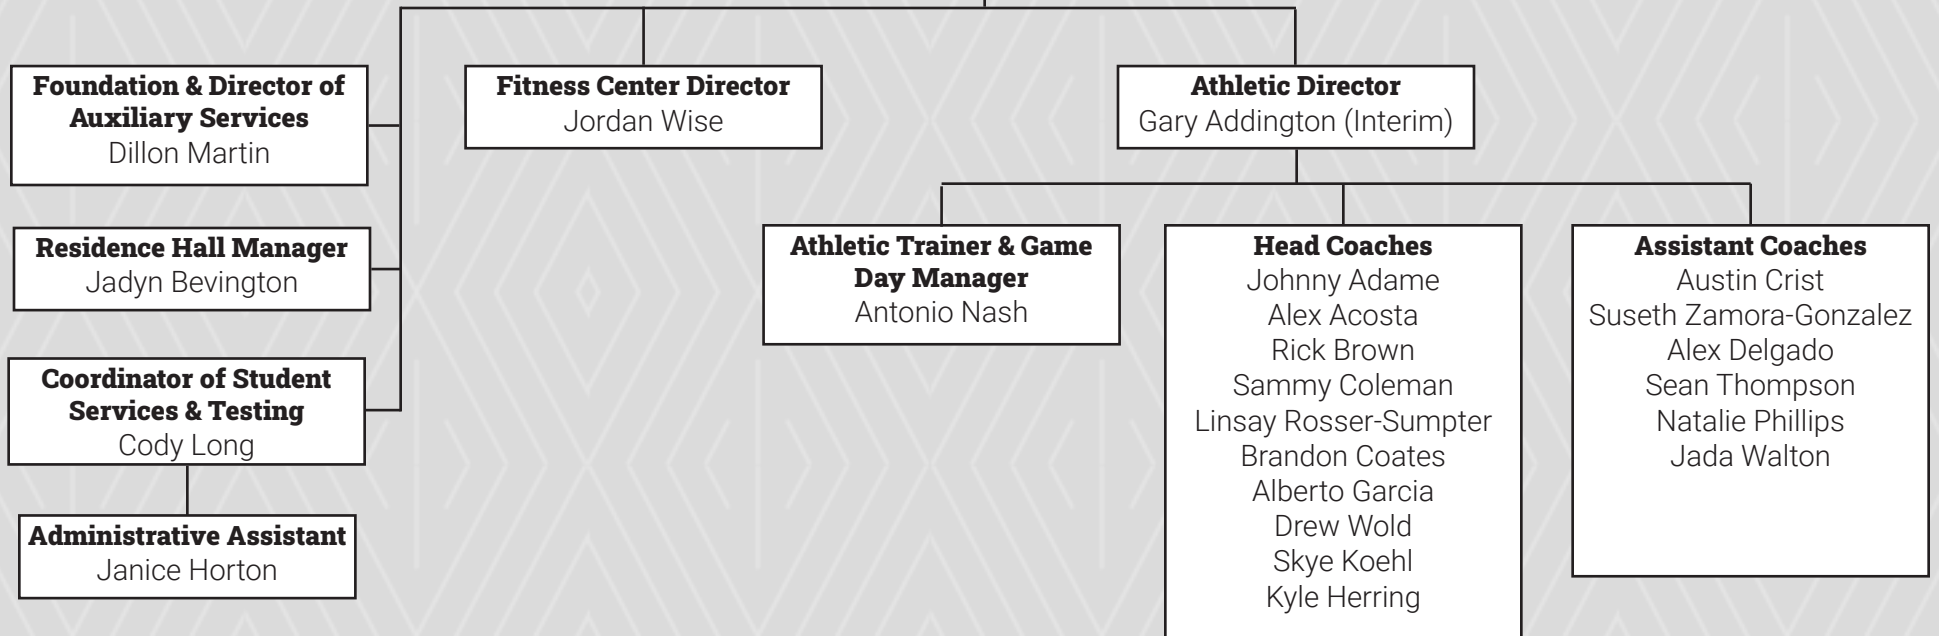 Foundation & Director of
Auxiliary Services
Dillon Martin
Fitness Center Director
Jordan Wise
Athletic Director
Gary Addington (Interim)
Residence Hall Manager
Jadyn Bevington
Athletic Trainer & Game
Day Manager
Antonio Nash
Head Coaches
Johnny Adame
Alex Acosta
Rick Brown
Sammy Coleman
Linsay Rosser-Sumpter
Brandon Coates
Alberto Garcia
Drew Wold
Skye Koehl
Kyle Herring
Assistant Coaches
Austin Crist
Suseth Zamora-Gonzalez
Alex Delgado
Sean Thompson
Natalie Phillips
Jada Walton
Coordinator of Student
Services & Testing
Cody Long
Administrative Assistant
Janice Horton